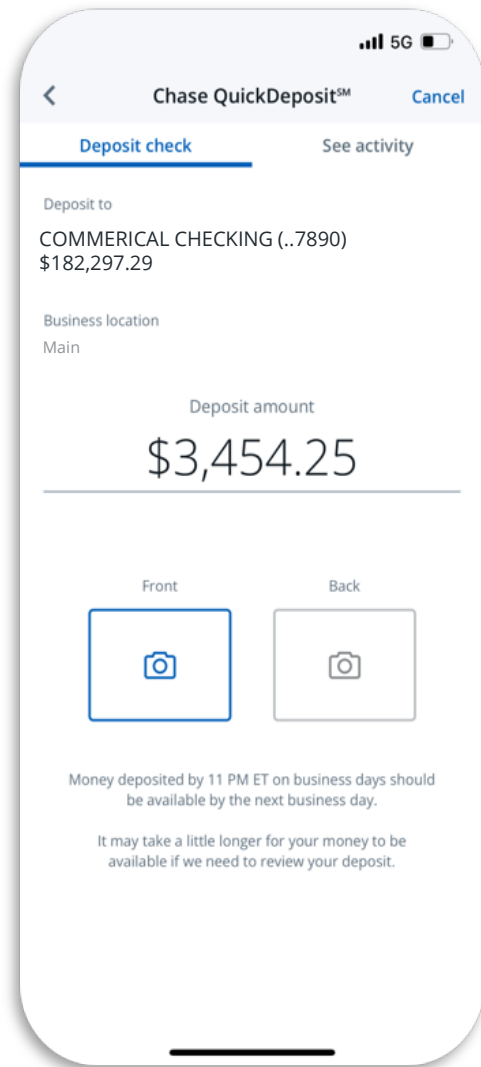 5G
Chase QuickDeposit℠
Cancel
Deposit check
See activity
Deposit to
COMMERICAL CHECKING (..7890)
$182,297.29
Business location
Main
Deposit amount
$3,454.25
Front
Back
Money deposited by 11 PM ET on business days should
be available by the next business day.
It may take a little longer for your money to be
available if we need to review your deposit.